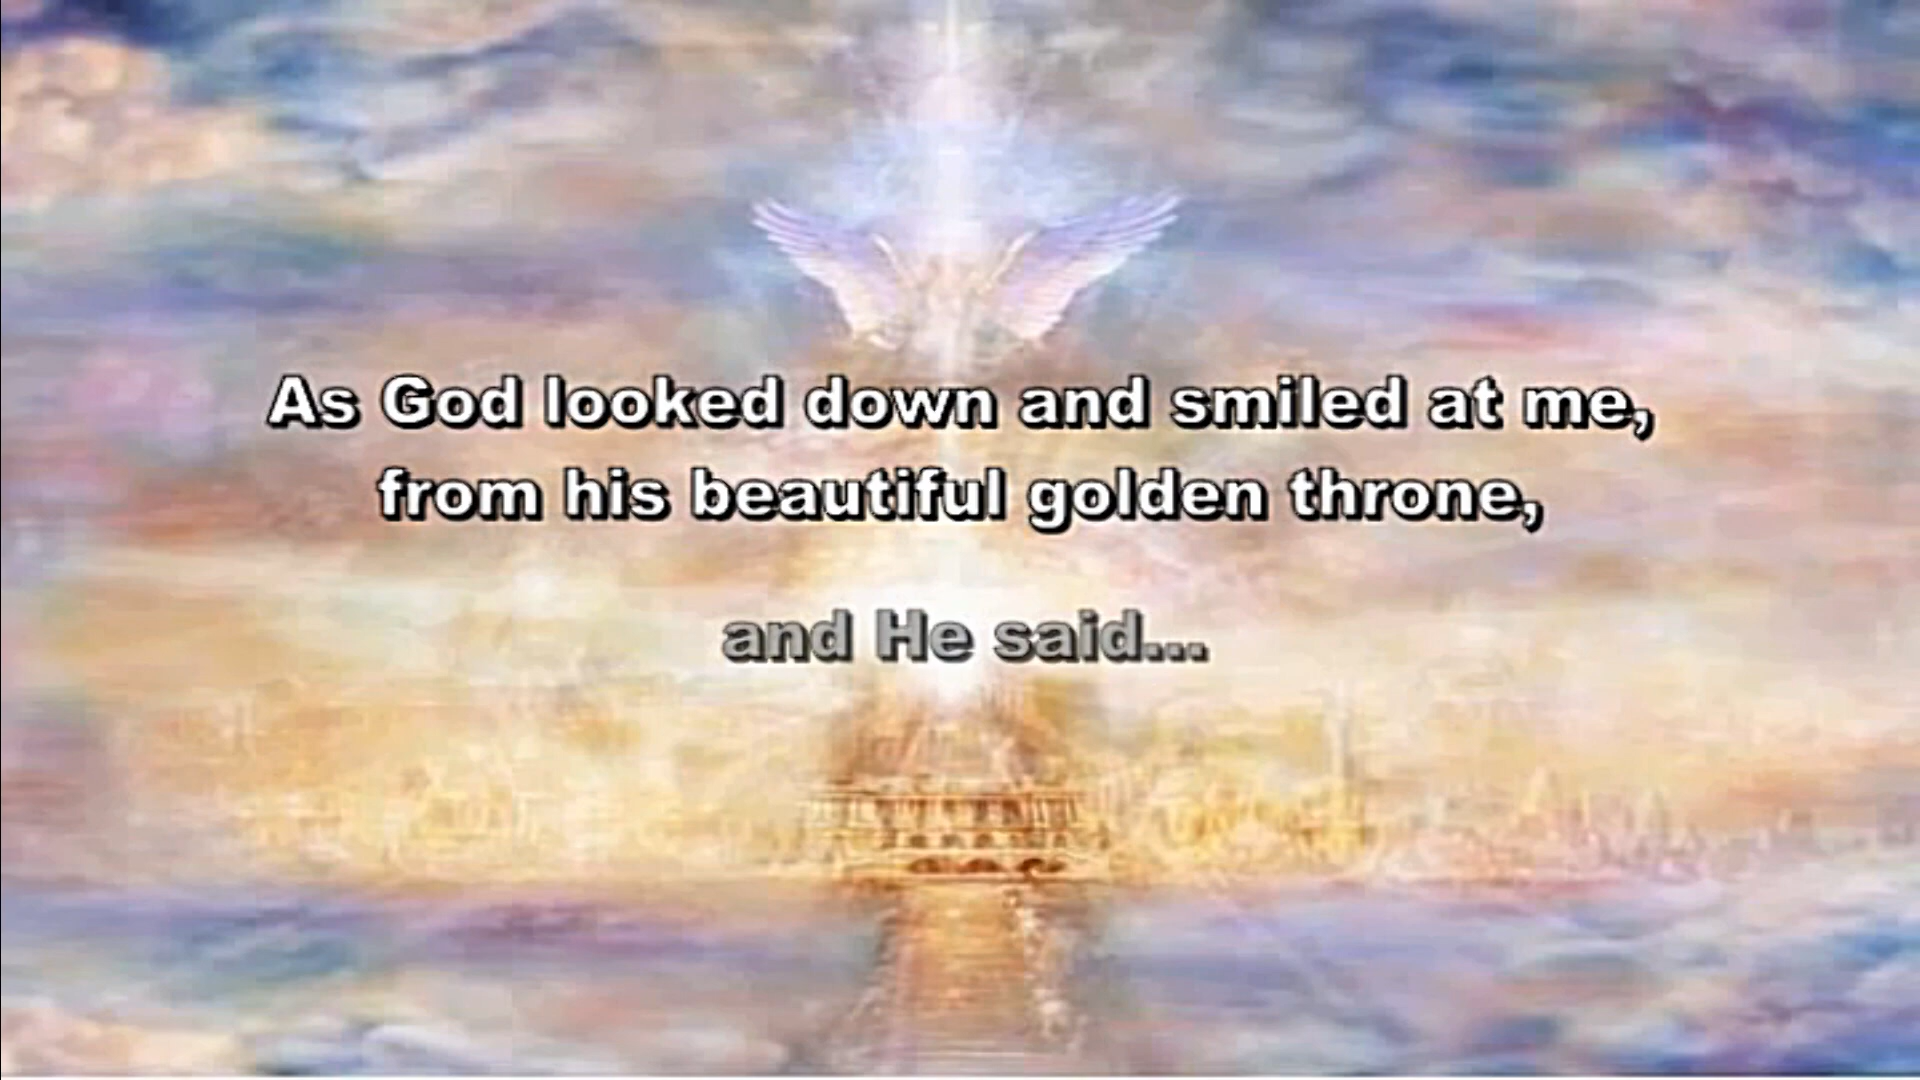 As God looked down and smiled at me,
from his beautiful golden throne,
and He said...